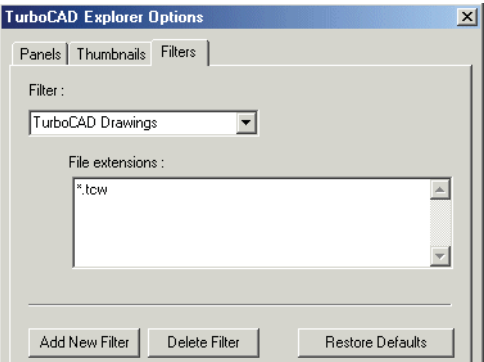 TurboCAD Explorer Options
Panels Thumbnails Filters
Filter :
TurboCAD Drawings
File extensions :
*.tcw
Add New Filter Delete Filter Restore Defaults